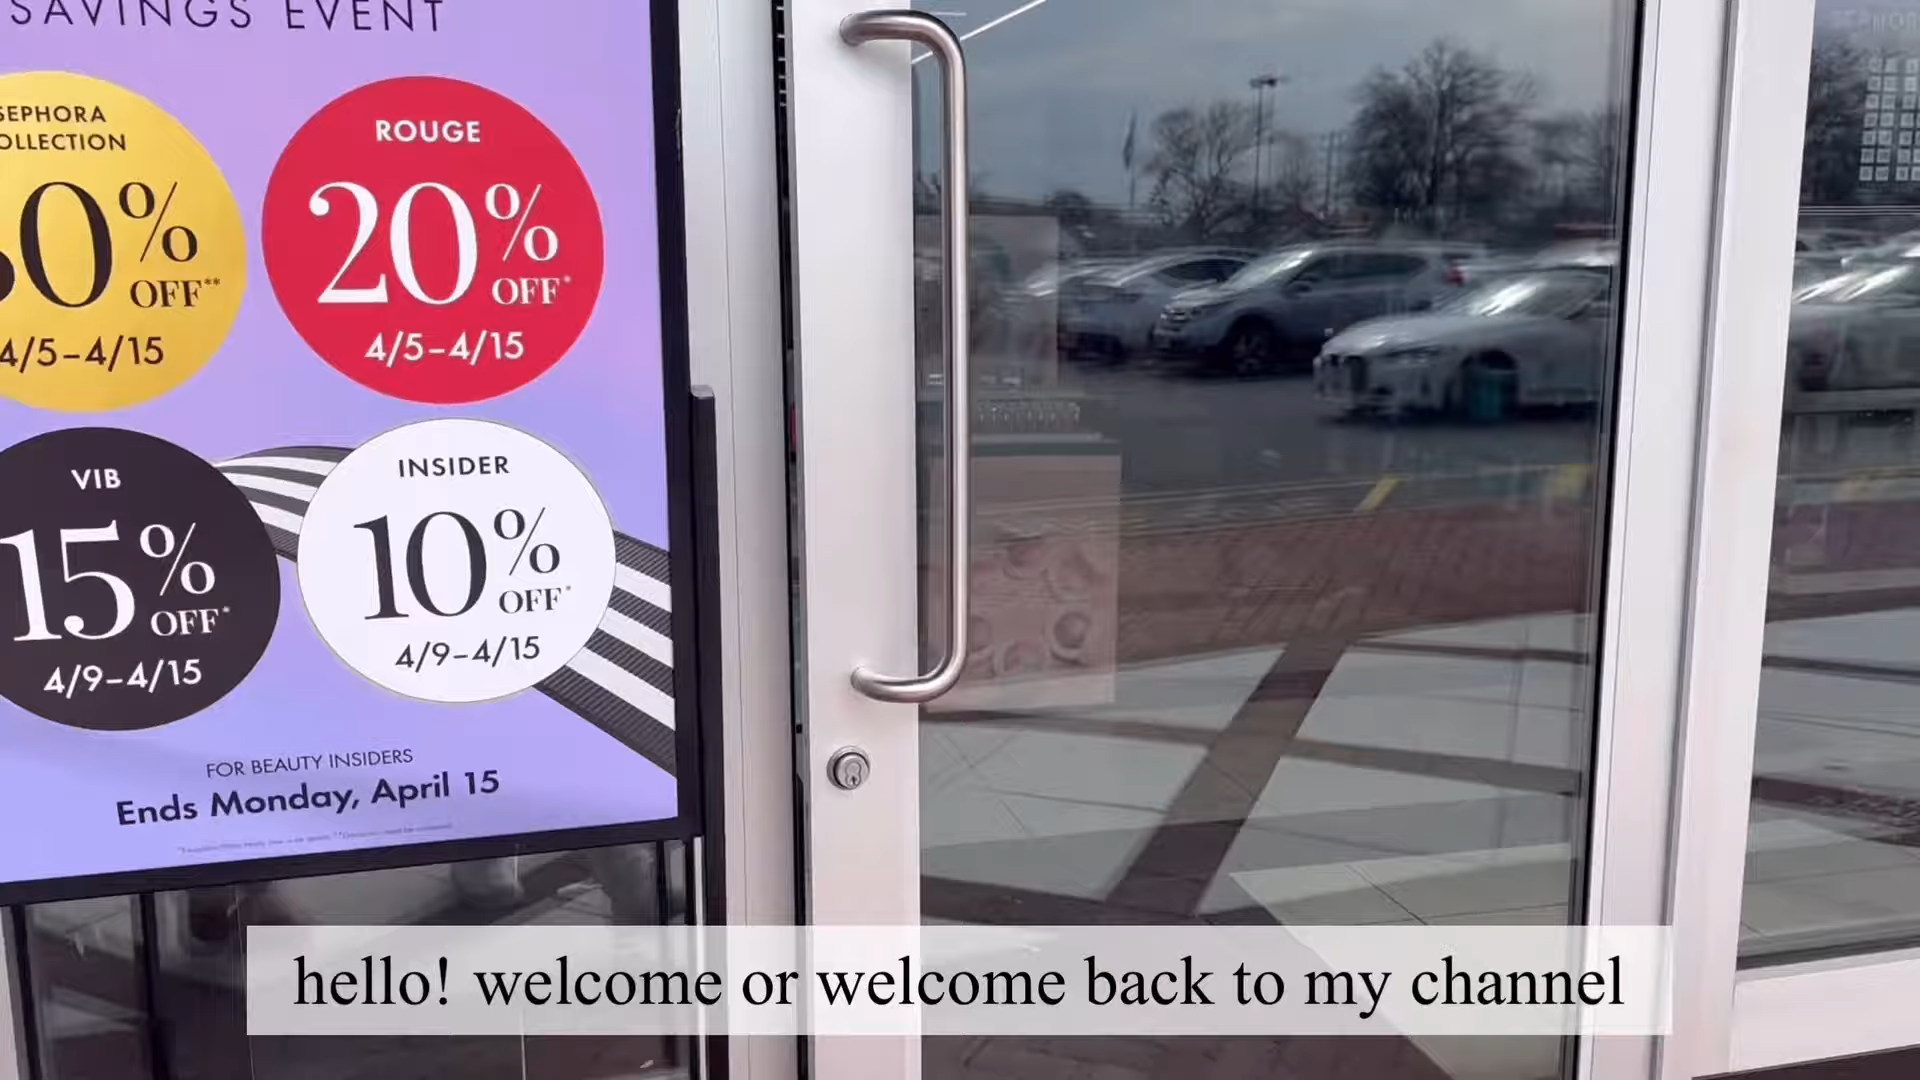 SAVINGS EVENT
SEPHORA
COLLECTION
0%
OFF**
4/5-4/15
ROUGE
20%
OFF*
4/5-4/15
VIB
15%
OFF*
4/9-4/15
INSIDER
10%
OFF*
4/9-4/15
FOR BEAUTY INSIDERS
Ends Monday, April 15
SEPHORA
hello! welcome or welcome back to my channel